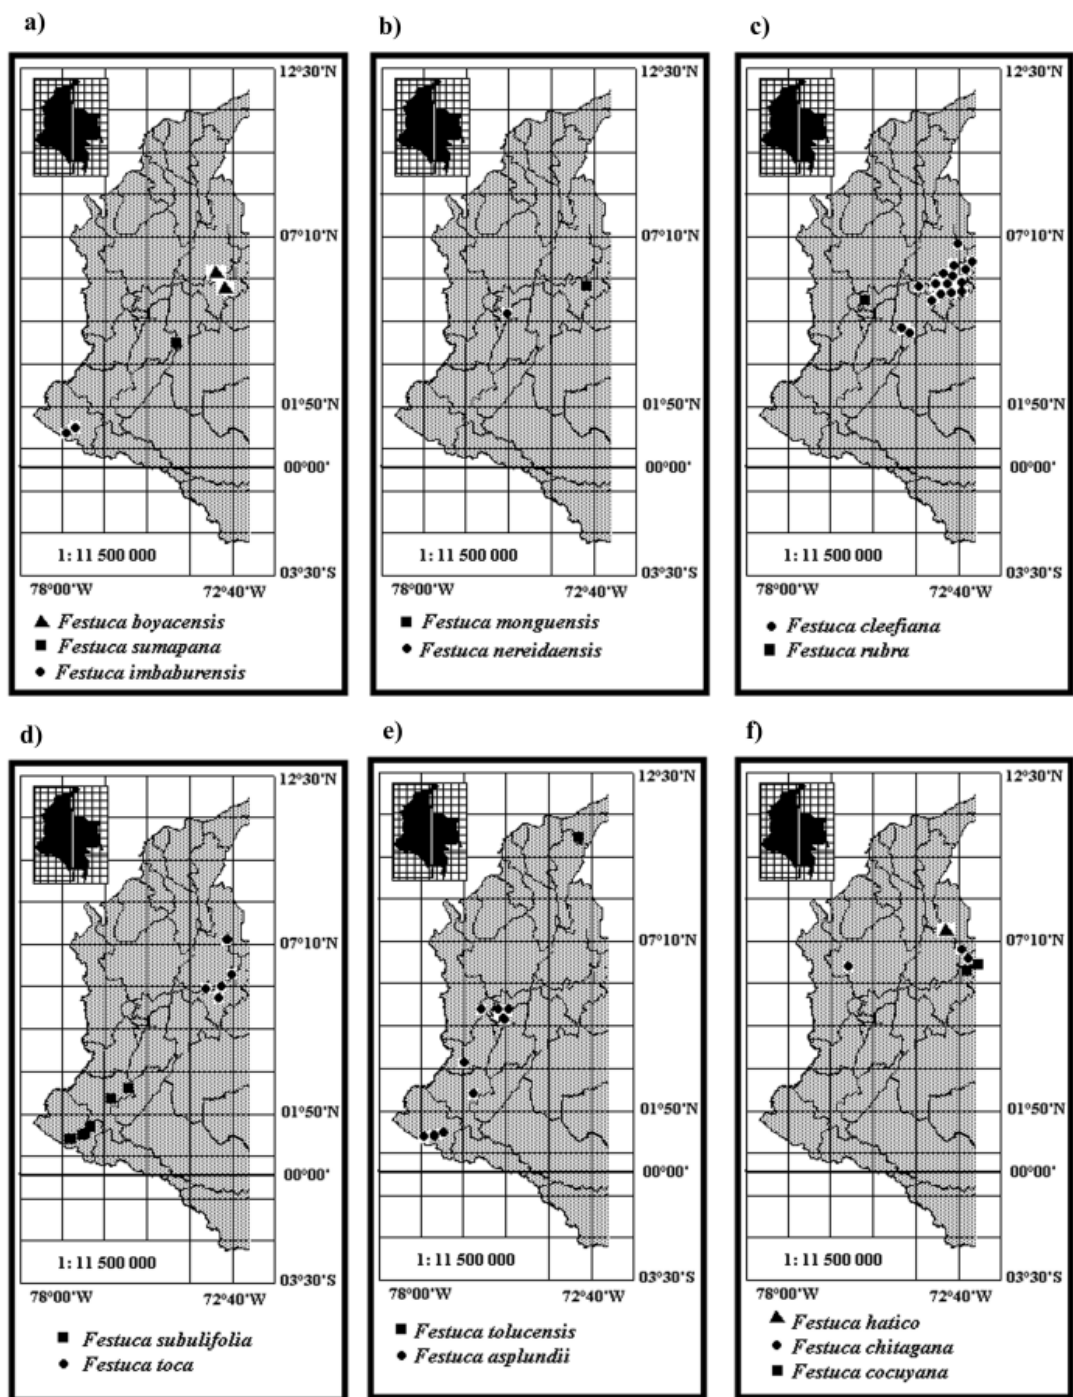 a)
12°30'N
07°10'N
01°50'N
00°00'
1: 11 500 000
03°30'S
78°00'W
72°40'W
Festuca boyacensis
Festuca sumapana
Festuca imbaburensis
b)
12°30'N
07°10'N
01°50'N
00°00'
1: 11 500 000
03°30'S
78°00'W
72°40'W
Festuca monguensis
Festuca nereidaensis
c)
12°30'N
07°10'N
01°50'N
00°00'
1: 11 500 000
03°30'S
78°00'W
72°40'W
Festuca cleefiana
Festuca rubra
d)
12°30'N
07°10'N
01°50'N
00°00'
1: 11 500 000
03°30'S
78°00'W
72°40'W
Festuca subulifolia
Festuca toca
e)
12°30'N
07°10'N
01°50'N
00°00'
1: 11 500 000
03°30'S
78°00'W
72°40'W
Festuca tolucensis
Festuca asplundii
f)
12°30'N
07°10'N
01°50'N
00°00'
1: 11 500 000
03°30'S
78°00'W
72°40'W
Festuca hatico
Festuca chitagana
Festuca cocuyana